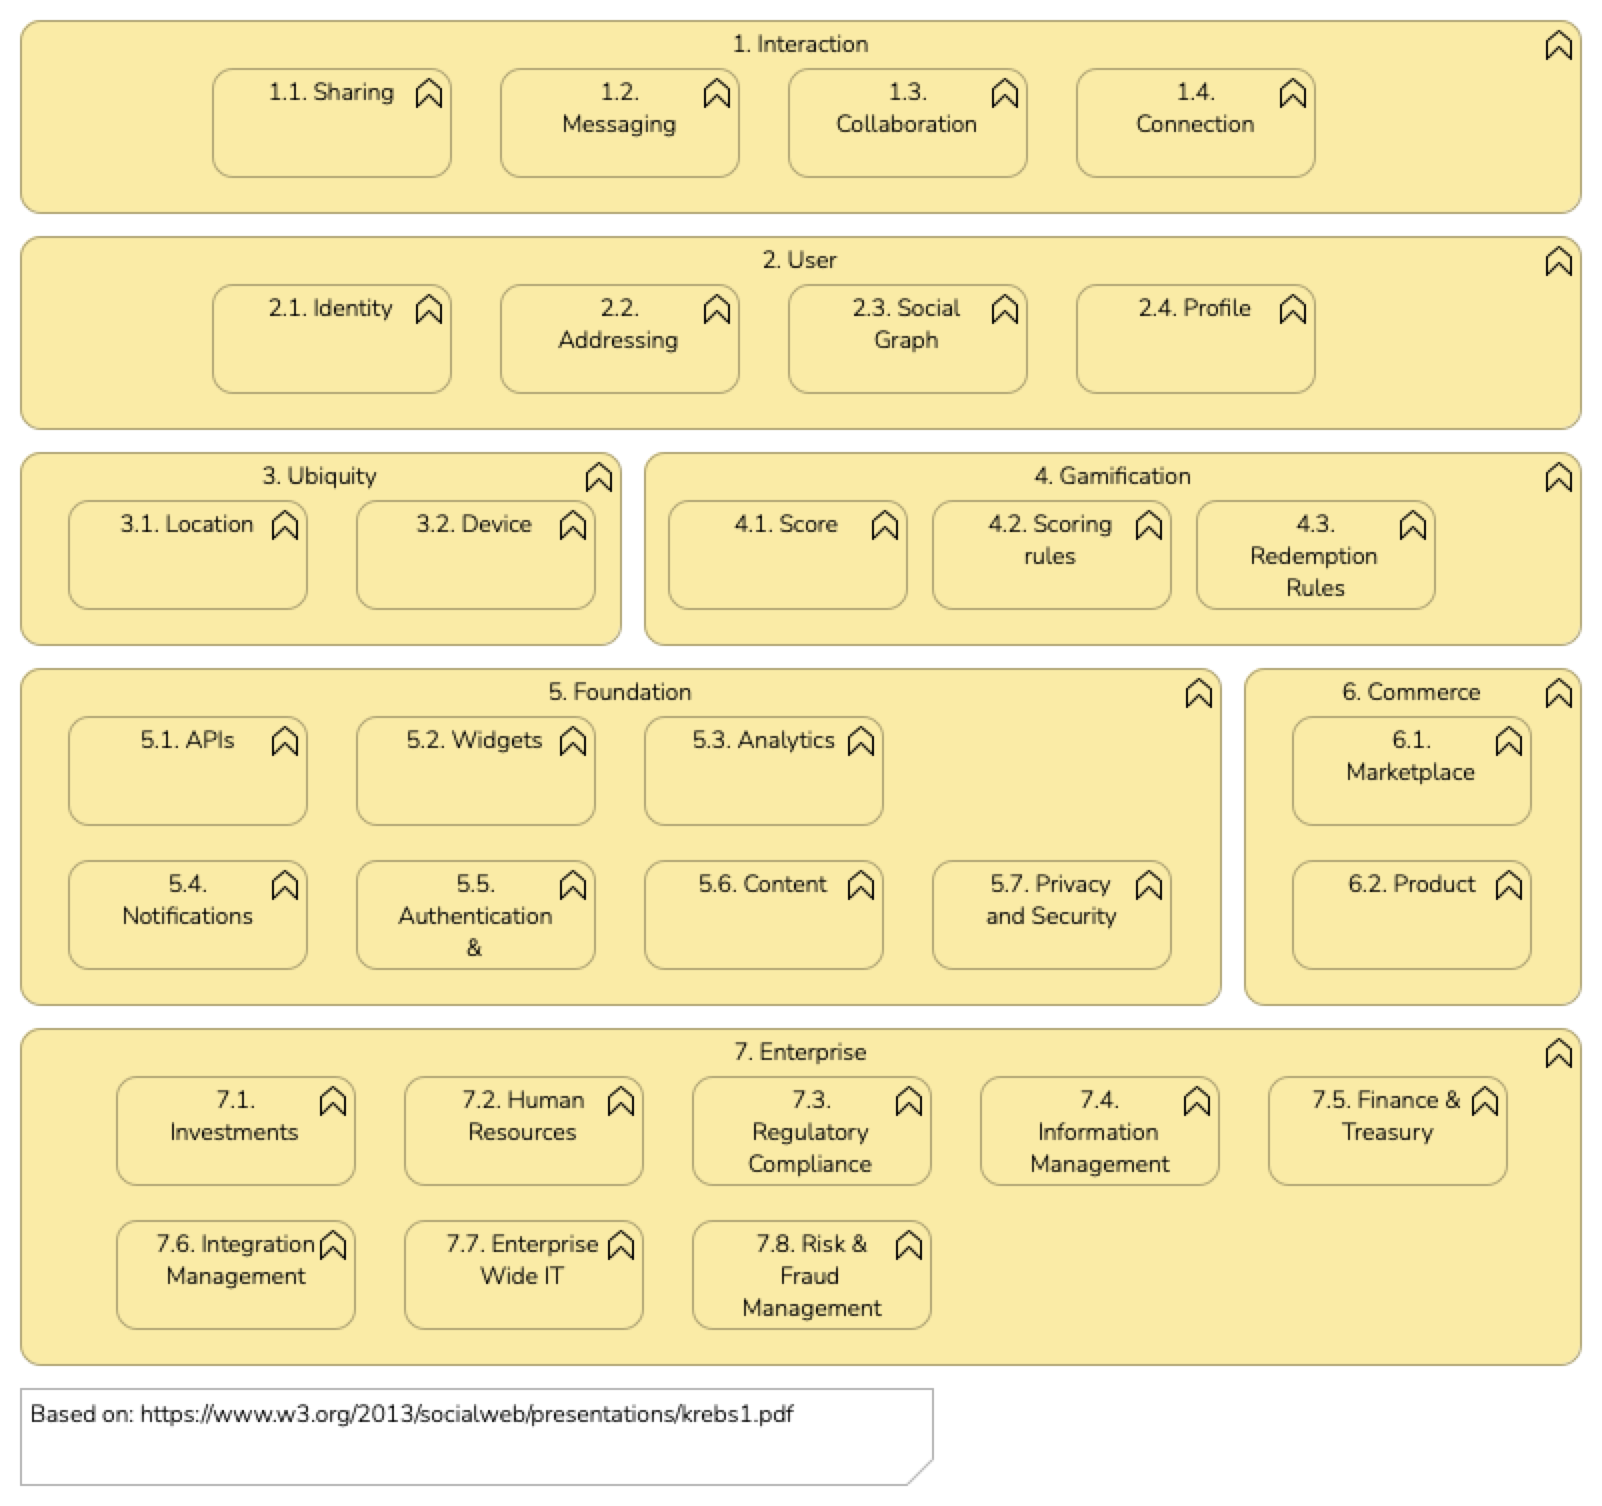 1. Interaction
1.1. Sharing
1.2.
Messaging
1.3.
Collaboration
1.4.
Connection
2. User
2.1. Identity
2.2.
Addressing
2.3. Social
Graph
2.4. Profile
3. Ubiquity
3.1. Location
3.2. Device
4. Gamification
4.1. Score
4.2. Scoring
rules
4.3.
Redemption
Rules
5. Foundation
5.1. APIs
5.2. Widgets
5.3. Analytics
5.4.
Notifications
5.5.
Authentication
&
5.6. Content
5.7. Privacy
and Security
6. Commerce
6.1.
Marketplace
6.2. Product
7. Enterprise
7.1.
Investments
7.2. Human
Resources
7.3.
Regulatory
Compliance
7.4.
Information
Management
7.5. Finance &
Treasury
7.6. Integration
Management
7.7. Enterprise
Wide IT
7.8. Risk &
Fraud
Management
Based on: https://www.w3.org/2013/socialweb/presentations/krebs1.pdf